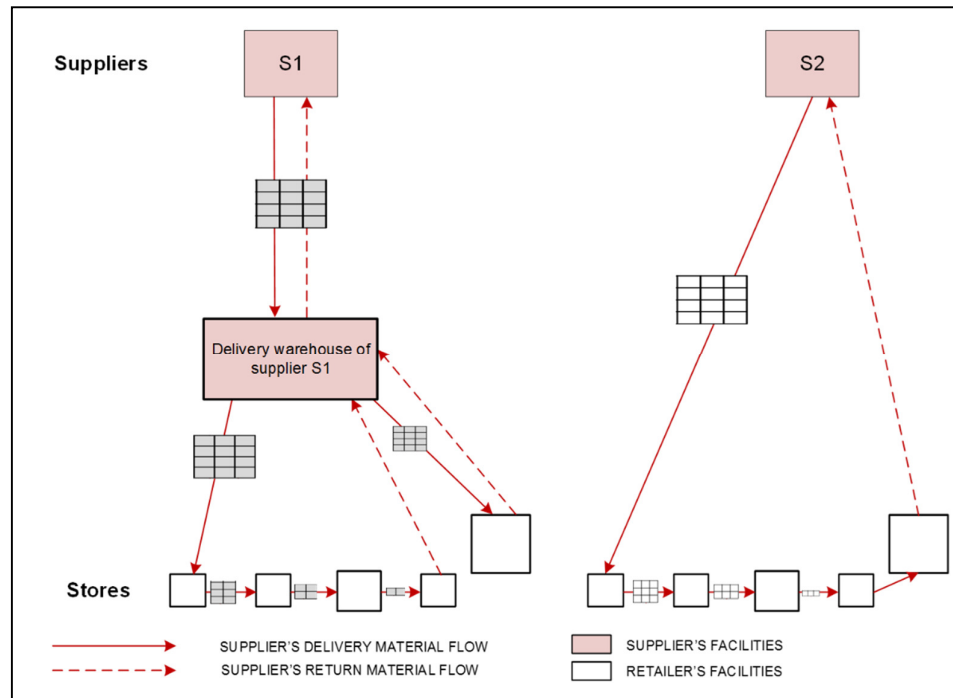 Suppliers
S1
S2
Delivery warehouse of
supplier S1
Stores
SUPPLIER'S DELIVERY MATERIAL FLOW
SUPPLIER'S RETURN MATERIAL FLOW
SUPPLIER'S FACILITIES
RETAILER'S FACILITIES